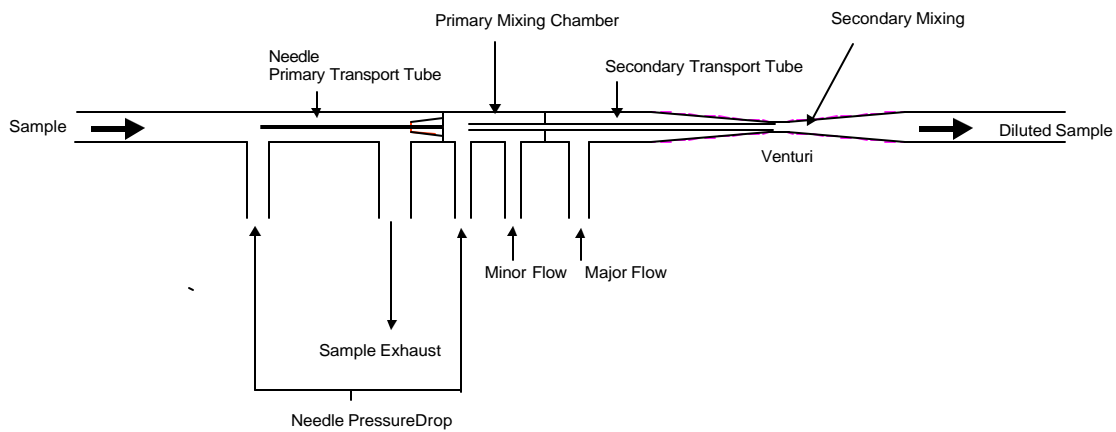 Primary Mixing Chamber
Secondary Mixing
Needle
Primary Transport Tube
Secondary Transport Tube
Sample
Diluted Sample
Venturi
Minor Flow
Major Flow
Sample Exhaust
Needle PressureDrop